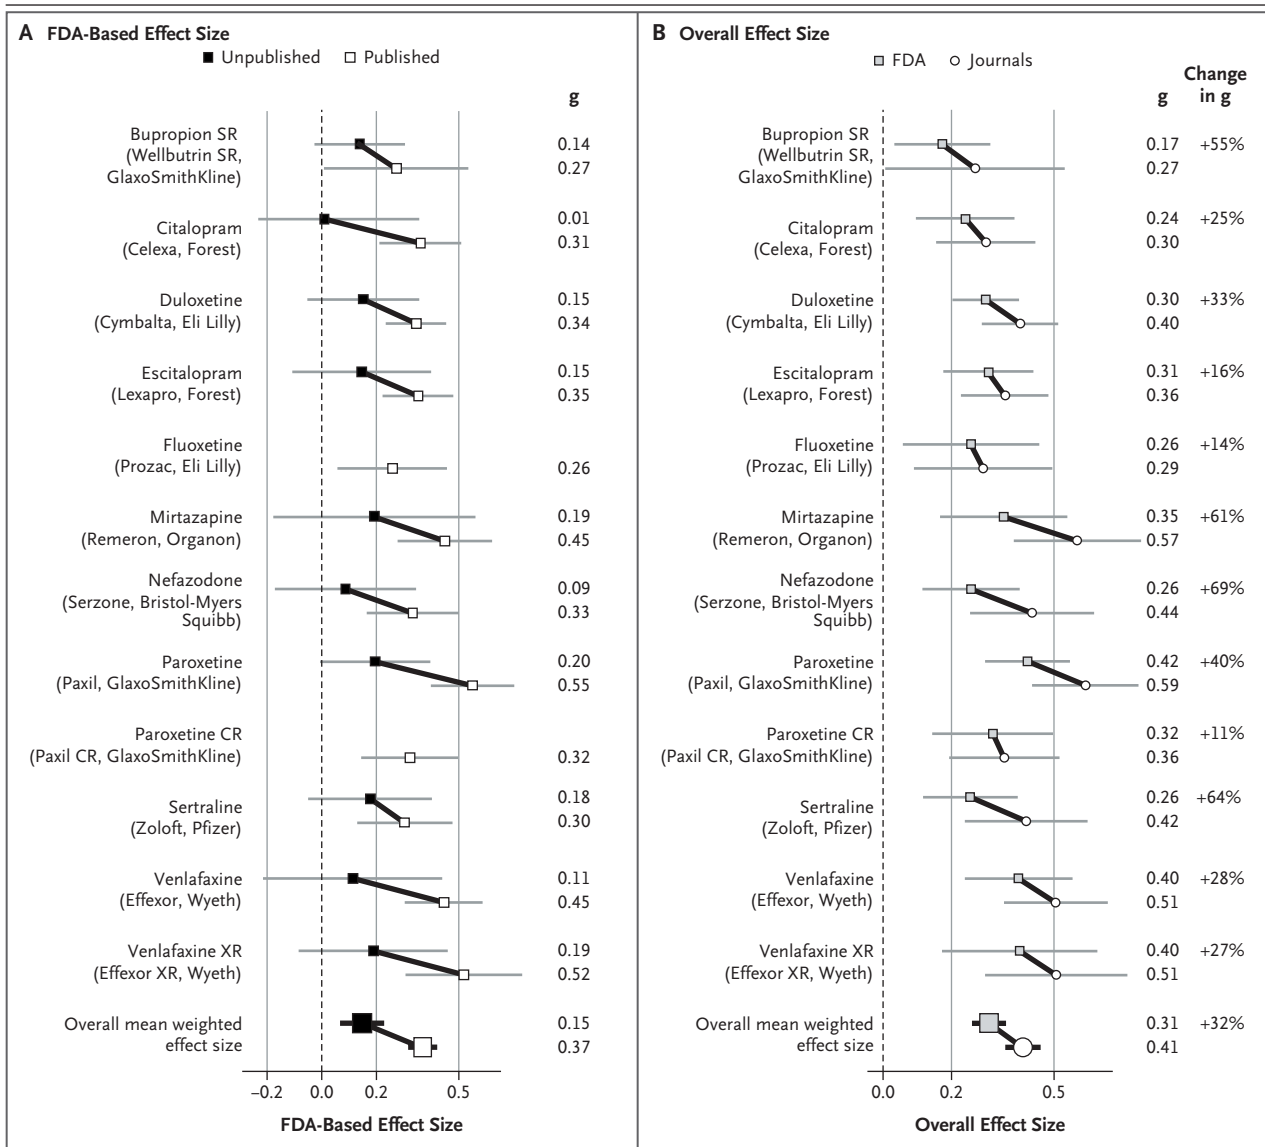 A FDA-Based Effect Size
Unpublished Published
g
Bupropion SR
(Wellbutrin SR,
GlaxoSmithKline)
0.14
0.27
Citalopram
(Celexa, Forest)
0.01
0.31
Duloxetine
(Cymbalta, Eli Lilly)
0.15
0.34
Escitalopram
(Lexapro, Forest)
0.15
0.35
Fluoxetine
(Prozac, Eli Lilly)
0.26
Mirtazapine
(Remeron, Organon)
0.19
0.45
Nefazodone
(Serzone, Bristol-Myers
Squibb)
0.09
0.33
Paroxetine
(Paxil, GlaxoSmithKline)
0.20
0.55
Paroxetine CR
(Paxil CR, GlaxoSmithKline)
0.32
Sertraline
(Zoloft, Pfizer)
0.18
0.30
Venlafaxine
(Effexor, Wyeth)
0.11
0.45
Venlafaxine XR
(Effexor XR, Wyeth)
0.19
0.52
Overall mean weighted
effect size
0.15
0.37
–0.2 0.0 0.2 0.5
FDA-Based Effect Size
B Overall Effect Size
FDA Journals
g
Change
in g
Bupropion SR
(Wellbutrin SR,
GlaxoSmithKline)
0.17 +55%
0.27
Citalopram
(Celexa, Forest)
0.24 +25%
0.30
Duloxetine
(Cymbalta, Eli Lilly)
0.30 +33%
0.40
Escitalopram
(Lexapro, Forest)
0.31 +16%
0.36
Fluoxetine
(Prozac, Eli Lilly)
0.26 +14%
0.29
Mirtazapine
(Remeron, Organon)
0.35 +61%
0.57
Nefazodone
(Serzone, Bristol-Myers
Squibb)
0.26 +69%
0.44
Paroxetine
(Paxil, GlaxoSmithKline)
0.42 +40%
0.59
Paroxetine CR
(Paxil CR, GlaxoSmithKline)
0.32 +11%
0.36
Sertraline
(Zoloft, Pfizer)
0.26 +64%
0.42
Venlafaxine
(Effexor, Wyeth)
0.40 +28%
0.51
Venlafaxine XR
(Effexor XR, Wyeth)
0.40 +27%
0.51
Overall mean weighted
effect size
0.31 +32%
0.41
0.0 0.2 0.5
Overall Effect Size